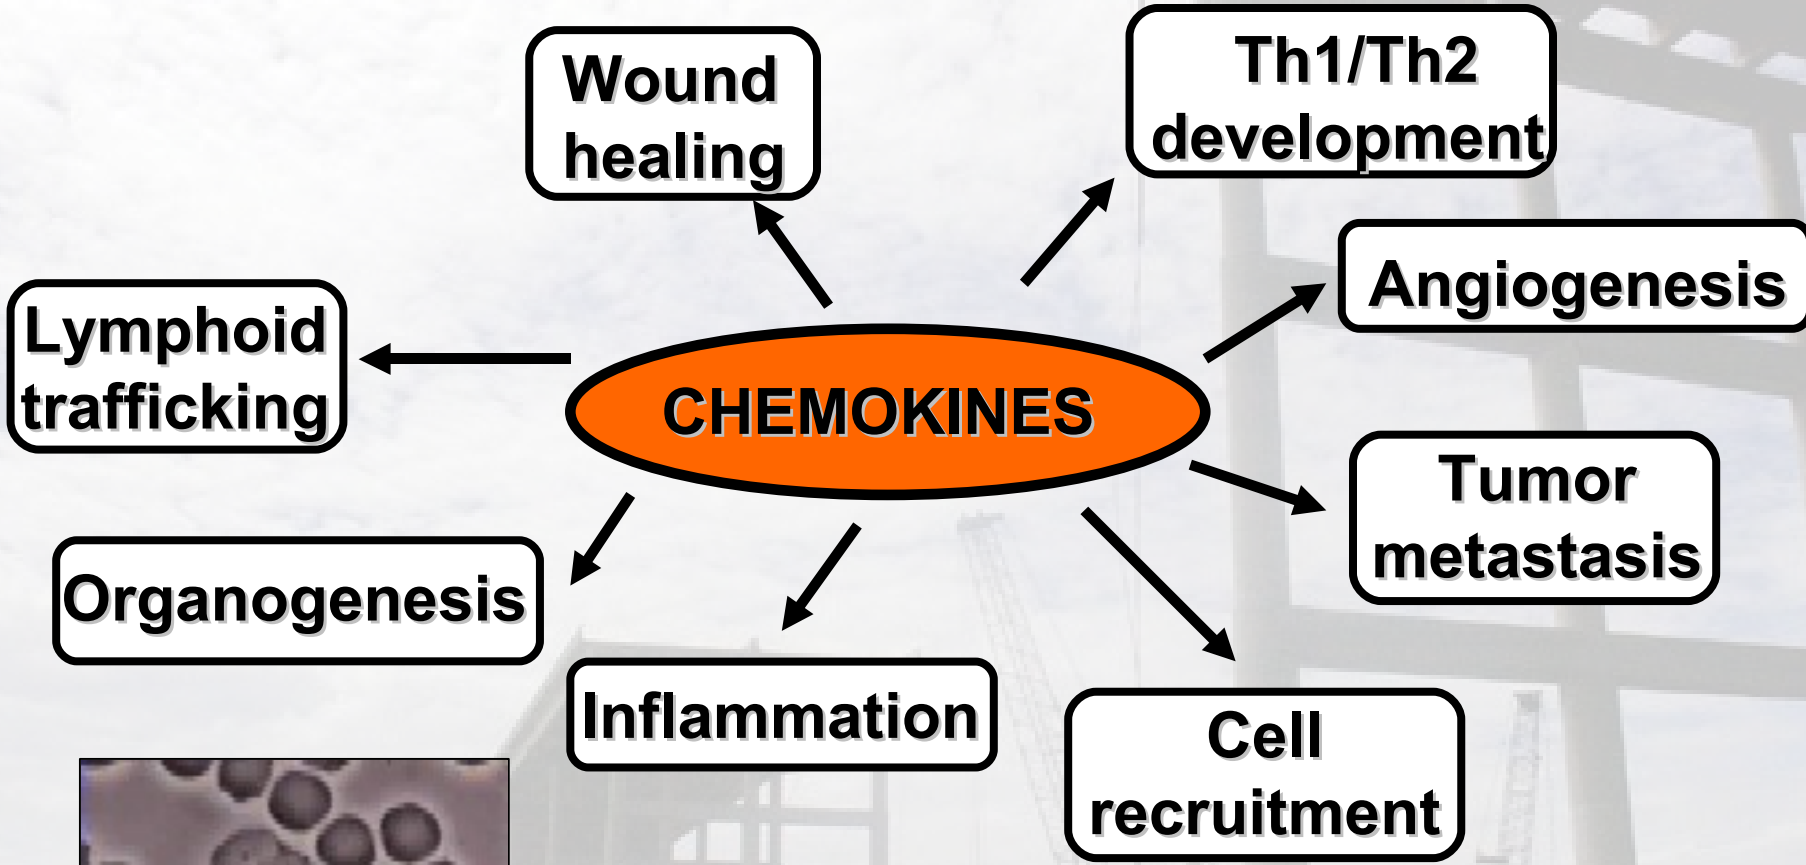 Wound
healing
Th1/Th2
development
Angiogenesis
Lymphoid
trafficking
CHEMOKINES
Tumor
metastasis
Organogenesis
Inflammation
Cell
recruitment